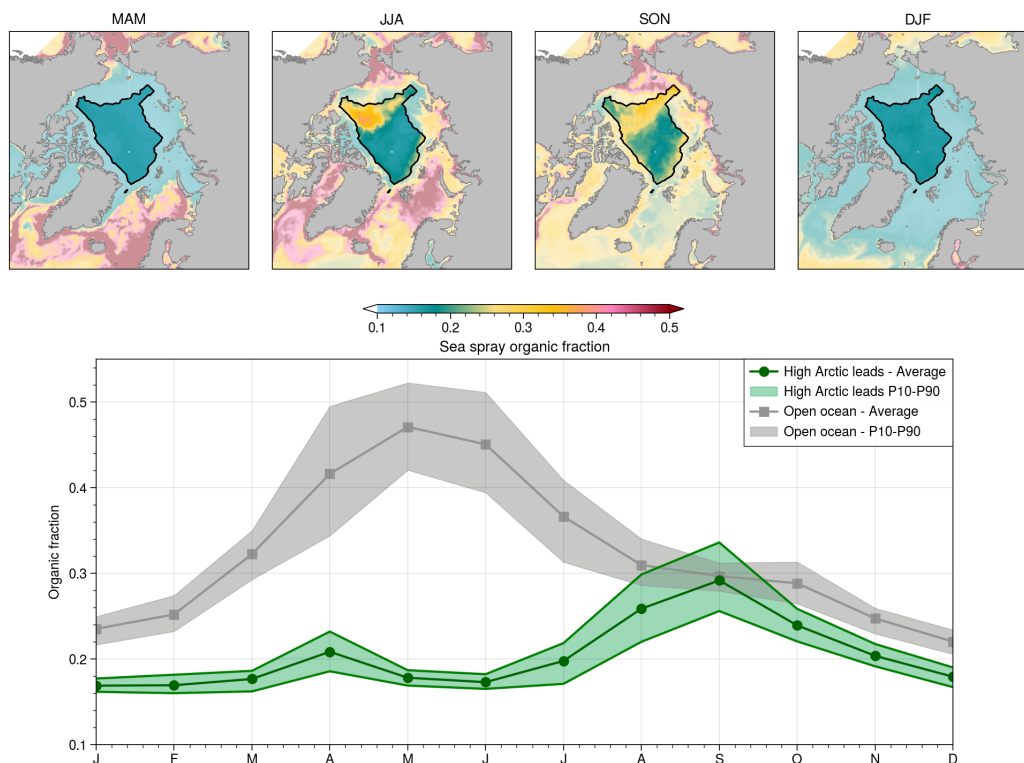 MAM JJA SON DJF
0.1 0.2 0.3 0.4 0.5
Sea spray organic fraction
High Arctic leads - Average
High Arctic leads P10-P90
Open ocean - Average
Open ocean - P10-P90
Organic fraction
0.5
0.4
0.3
0.2
0.1
J F M A M J J A S O N D